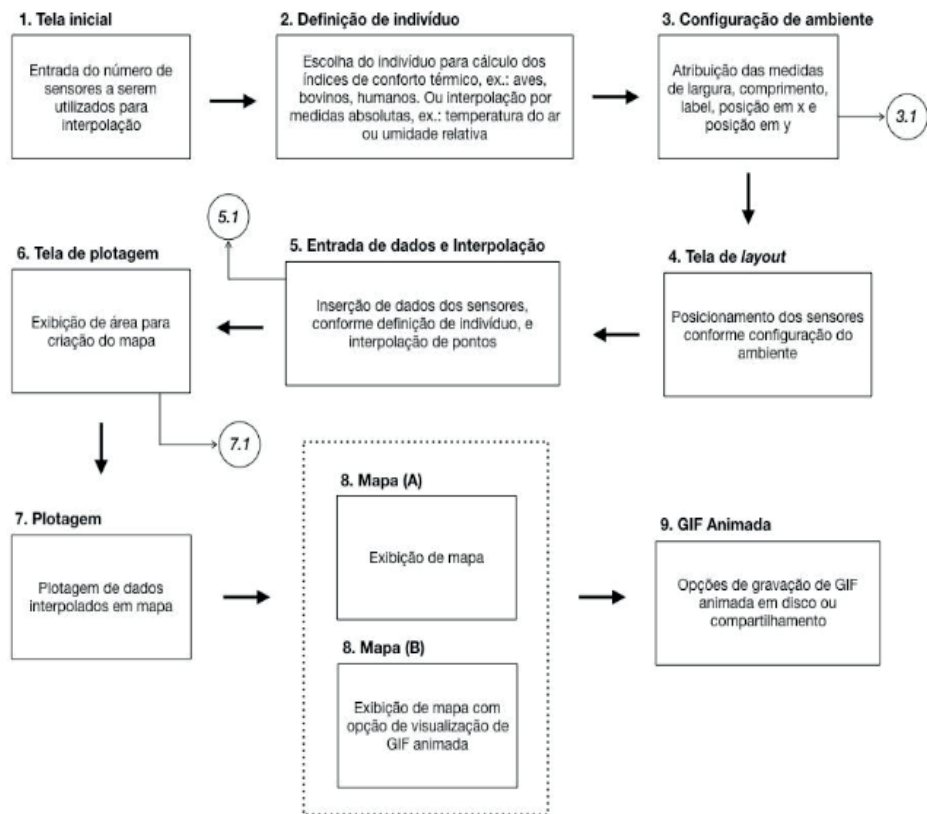 1. Tela inicial
Entrada do número de
sensores a serem
utilizados para
interpolação
2. Definição de indivíduo
Escolha do indivíduo para cálculo dos
índices de conforto térmico, ex.: aves,
bovinos, humanos. Ou interpolação por
medidas absolutas, ex.: temperatura do ar
ou umidade relativa
3. Configuração de ambiente
Atribuição das medidas
de largura, comprimento,
label, posição em x e
posição em y
3.1
4. Tela de layout
Posicionamento dos sensores
conforme configuração do
ambiente
5. Entrada de dados e Interpolação
Inserção de dados dos sensores,
conforme definição de indivíduo, e
interpolação de pontos
5.1
6. Tela de plotagem
Exibição de área para
criação do mapa
7.1
7. Plotagem
Plotagem de dados
interpolados em mapa
8. Mapa (A)
Exibição de mapa
8. Mapa (B)
Exibição de mapa com
opção de visualização de
GIF animada
9. GIF Animada
Opções de gravação de GIF
animada em disco ou
compartilhamento